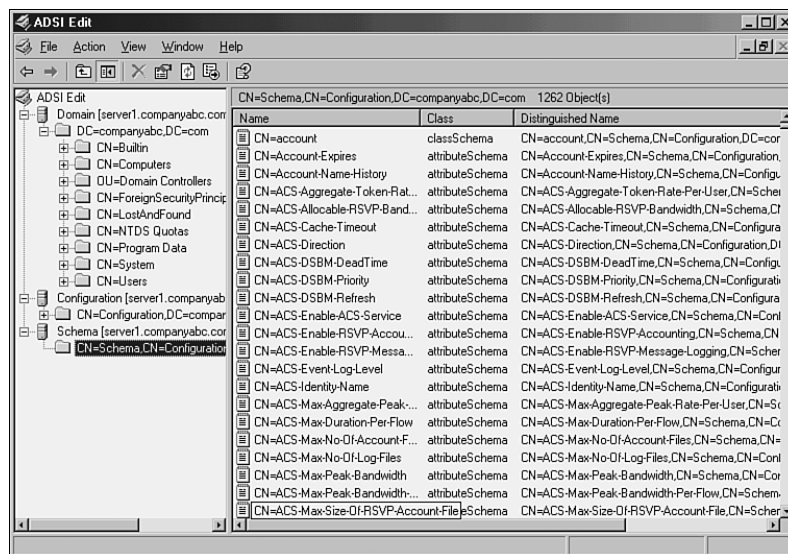 ADSI Edit
File Action View Window Help
ADSI Edit
Domain [server1.companyabc.com
DC=companyabc,DC=com
CN=Builtin
CN=Computers
OU=Domain Controllers
CN=ForeignSecurityPrincip
CN=LostAndFound
CN=NTDS Quotas
CN=Program Data
CN=System
CN=Users
Configuration [server1.companyab
CN=Configuration,DC=compar
Schema [server1.companyabc.cor
CN=Schema,CN=Configuration
CN=Schema,CN=Configuration,DC=companyabc,DC=com 1262 Object(s)
Name Class Distinguished Name
CN=account classSchema CN=account,CN=Schema,CN=Configuration,DC=cor
CN=Account-Expires attributeSchema CN=Account-Expires,CN=Schema,CN=Configuration,
CN=Account-Name-History attributeSchema CN=Account-Name-History,CN=Schema,CN=Configu
CN=ACS-Aggregate-Token-Rat... attributeSchema CN=ACS-Aggregate-Token-Rate-Per-User,CN=Scher
CN=ACS-Allocable-RSVP-Band... attributeSchema CN=ACS-Allocable-RSVP-Bandwidth,CN=Schema,CN
CN=ACS-Cache-Timeout attributeSchema CN=ACS-Cache-Timeout,CN=Schema,CN=Configura
CN=ACS-Direction attributeSchema CN=ACS-Direction,CN=Schema,CN=Configuration,D
CN=ACS-DSBM-DeadTime attributeSchema CN=ACS-DSBM-DeadTime,CN=Schema,CN=Configu
CN=ACS-DSBM-Priority attributeSchema CN=ACS-DSBM-Priority,CN=Schema,CN=Configurati
CN=ACS-DSBM-Refresh attributeSchema CN=ACS-DSBM-Refresh,CN=Schema,CN=Configura
CN=ACS-Enable-ACS-Service attributeSchema CN=ACS-Enable-ACS-Service,CN=Schema,CN=Conl
CN=ACS-Enable-RSVP-Accou... attributeSchema CN=ACS-Enable-RSVP-Accounting,CN=Schema,CN
CN=ACS-Enable-RSVP-Messa... attributeSchema CN=ACS-Enable-RSVP-Message-Logging,CN=Scher
CN=ACS-Event-Log-Level attributeSchema CN=ACS-Event-Log-Level,CN=Schema,CN=Configur
CN=ACS-Identity-Name attributeSchema CN=ACS-Identity-Name,CN=Schema,CN=Configurati
CN=ACS-Max-Aggregate-Peak-... attributeSchema CN=ACS-Max-Aggregate-Peak-Rate-Per-User,CN=Sc
CN=ACS-Max-Duration-Per-Flow attributeSchema CN=ACS-Max-Duration-Per-Flow,CN=Schema,CN=Cc
CN=ACS-Max-No-Of-Account-F... attributeSchema CN=ACS-Max-No-Of-Account-Files,CN=Schema,CN=
CN=ACS-Max-No-Of-Log-Files attributeSchema CN=ACS-Max-No-Of-Log-Files,CN=Schema,CN=Conl
CN=ACS-Max-Peak-Bandwidth attributeSchema CN=ACS-Max-Peak-Bandwidth,CN=Schema,CN=Cor
CN=ACS-Max-Peak-Bandwidth-... attributeSchema CN=ACS-Max-Peak-Bandwidth-Per-Flow,CN=Schem
CN=ACS-Max-Size-Of-RSVP-Account-File eSchema CN=ACS-Max-Size-Of-RSVP-Account-File,CN=Scher